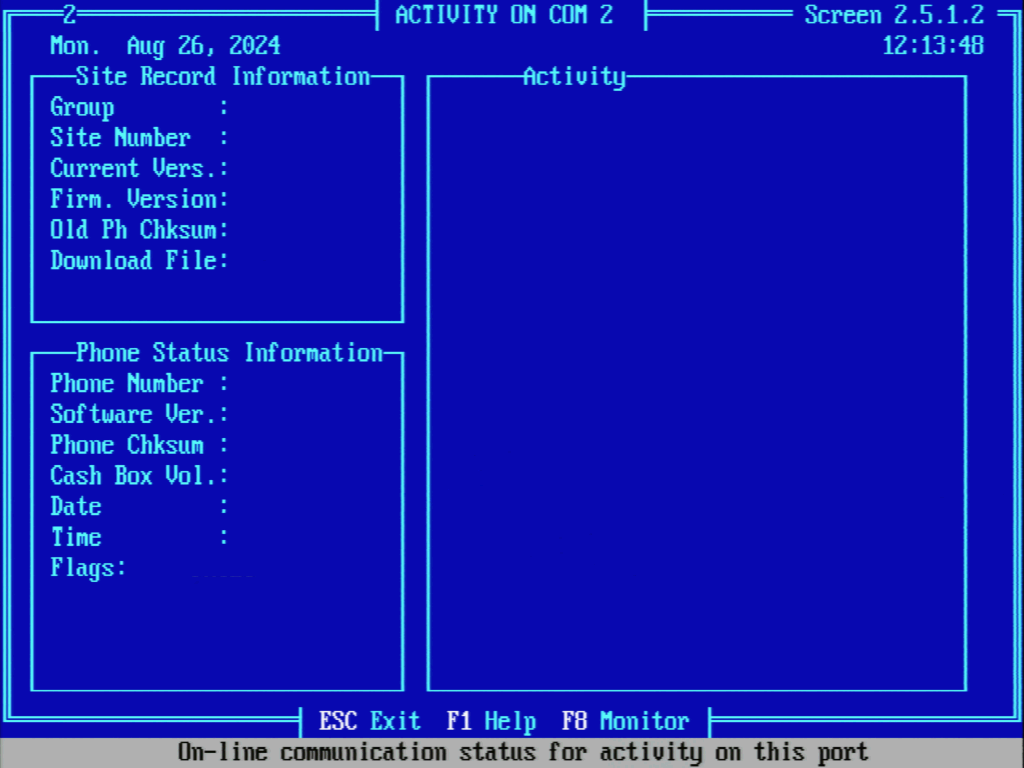 2 ACTIVITY ON COM 2 Screen 2.5.1.2
Mon. Aug 26, 2024 12:13:48
Site Record Information
Group :
Site Number :
Current Vers.:
Firm. Version:
Old Ph Chksum:
Download File:
Phone Status Information
Phone Number :
Software Ver.:
Phone Chksum :
Cash Box Vol.:
Date :
Time :
Flags:
Activity
ESC Exit F1 Help F8 Monitor
On-line communication status for activity on this port